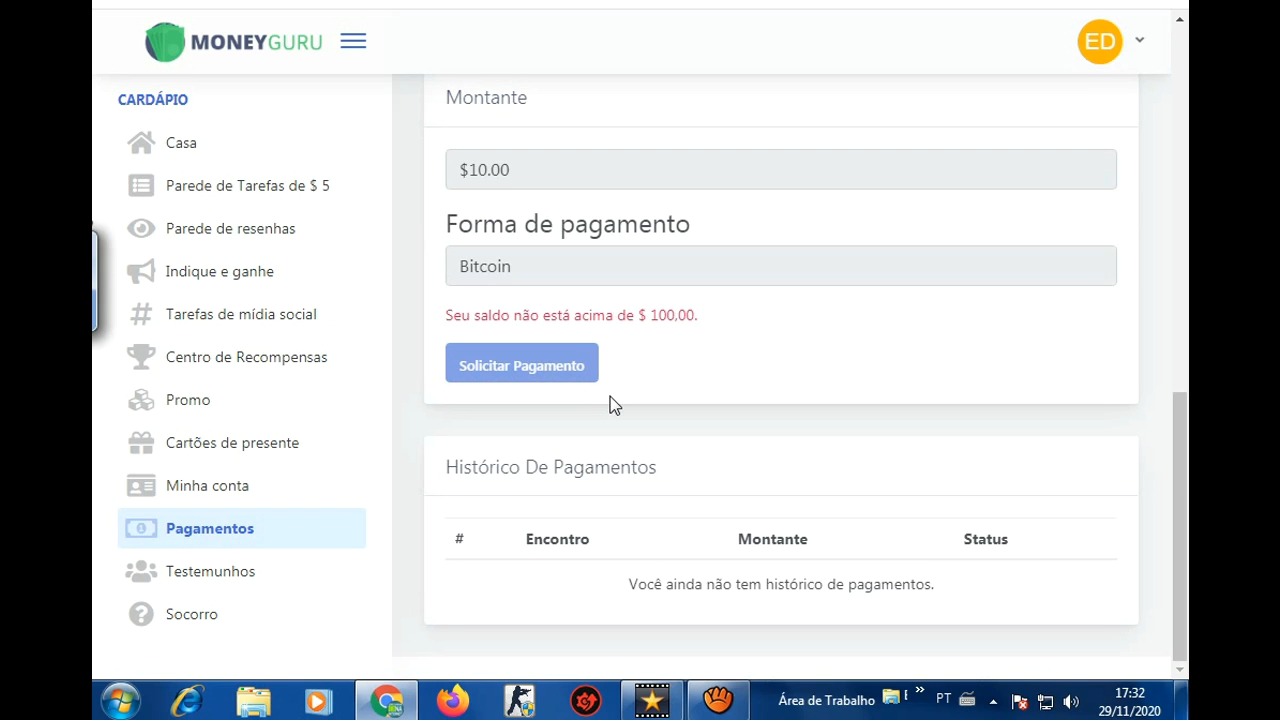 MONEYGURU
ED
CARDÁPIO
Casa
Parede de Tarefas de $ 5
Parede de resenhas
Indique e ganhe
Tarefas de mídia social
Centro de Recompensas
Promo
Cartões de presente
Minha conta
Pagamentos
Testemunhos
Socorro
Montante
$10.00
Forma de pagamento
Bitcoin
Seu saldo não está acima de $ 100,00.
Solicitar Pagamento
Histórico De Pagamentos
# Encontro Montante Status
Você ainda não tem histórico de pagamentos.
Área de Trabalho
PT
17:32
29/11/2020